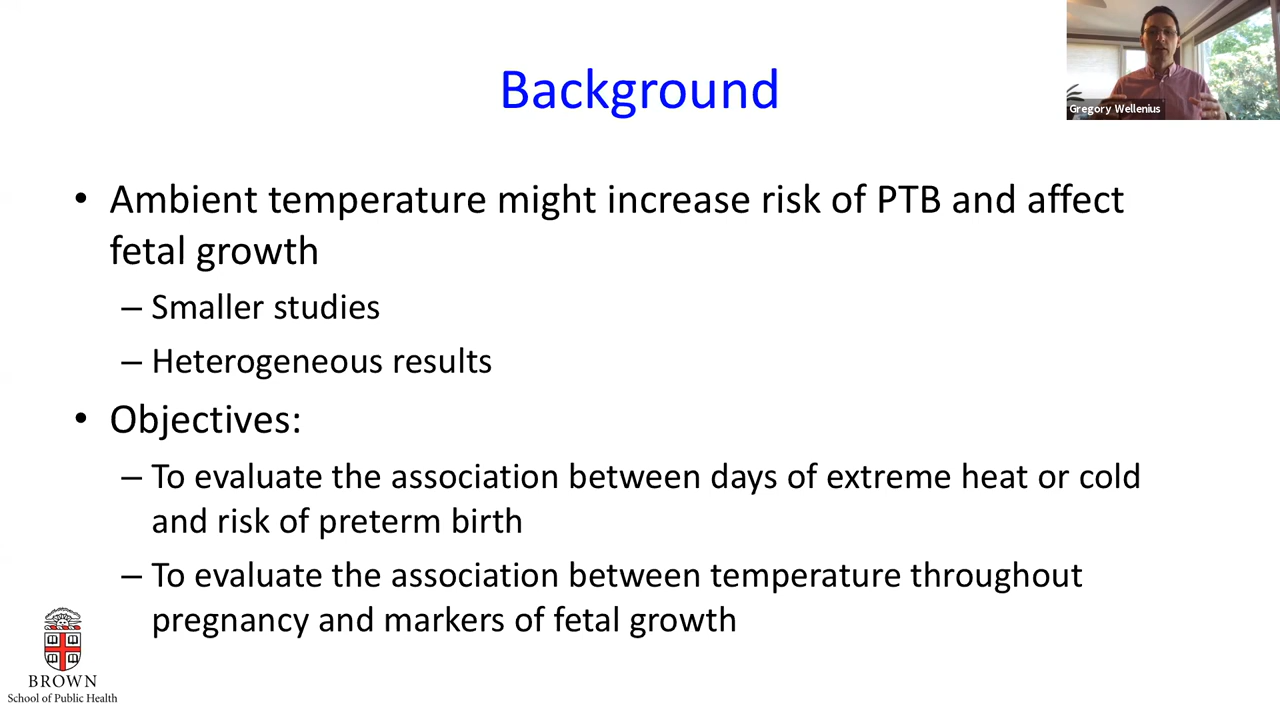 Background
Gregory Wellenius
• Ambient temperature might increase risk of PTB and affect
fetal growth
– Smaller studies
– Heterogeneous results
• Objectives:
– To evaluate the association between days of extreme heat or cold
and risk of preterm birth
– To evaluate the association between temperature throughout
pregnancy and markers of fetal growth
BROWN
School of Public Health